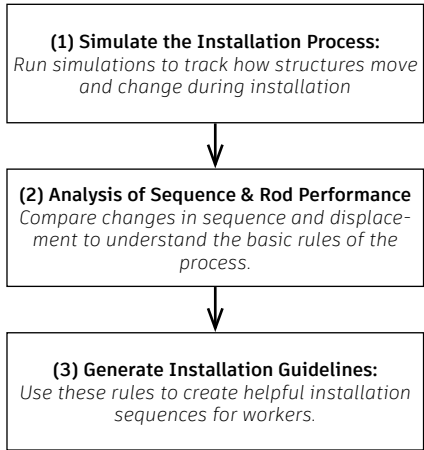 (1) Simulate the Installation Process:
Run simulations to track how structures move
and change during installation
(2) Analysis of Sequence & Rod Performance
Compare changes in sequence and displace-
ment to understand the basic rules of the
process.
(3) Generate Installation Guidelines:
Use these rules to create helpful installation
sequences for workers.